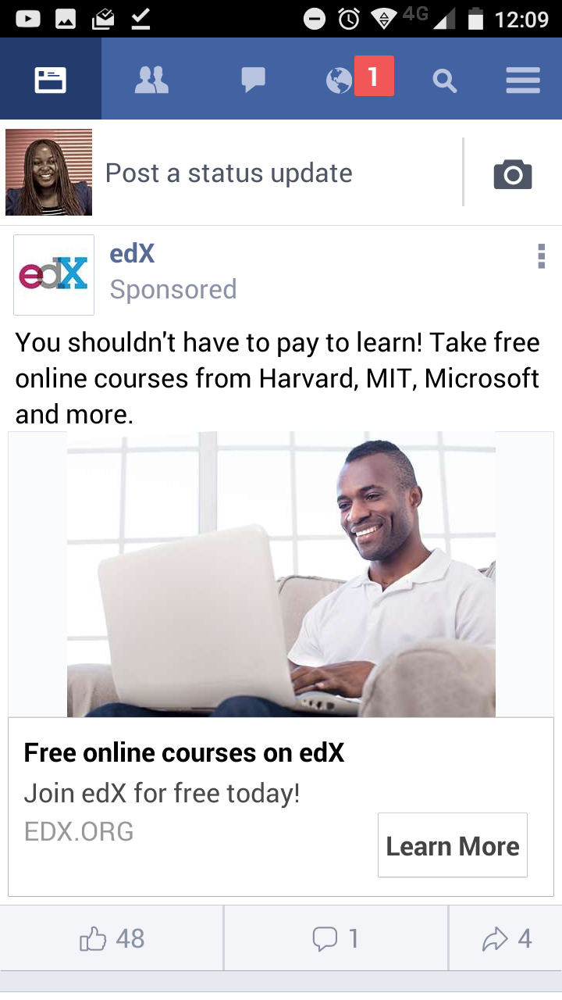 4G 12:09
1
Post a status update
edX
edX
Sponsored
You shouldn't have to pay to learn! Take free
online courses from Harvard, MIT, Microsoft
and more.
Free online courses on edX
Join edX for free today!
EDX.ORG
Learn More
48 1 4